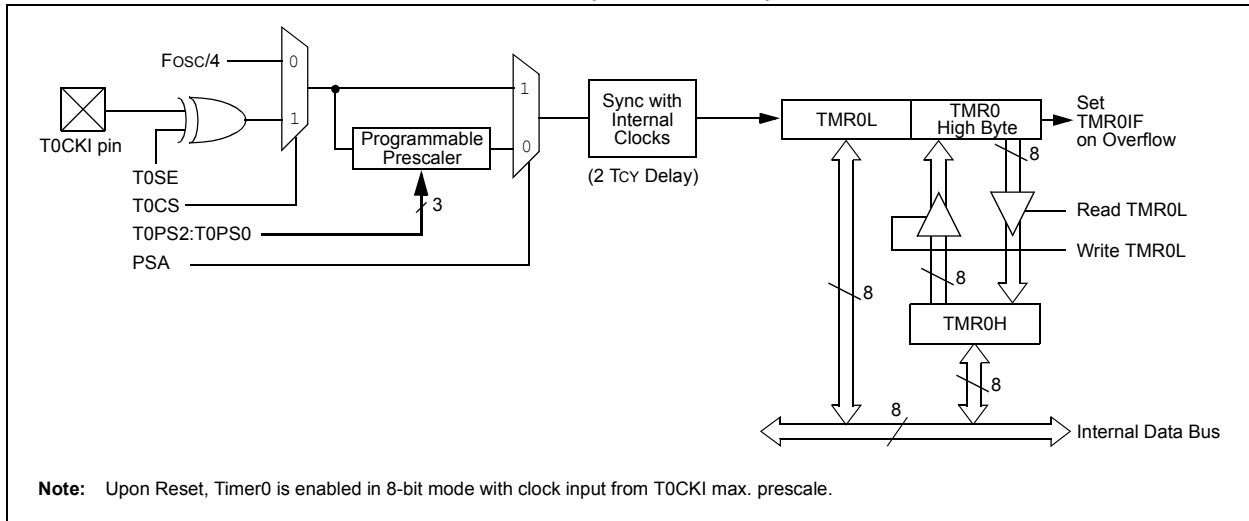 FOSC/4
0
1
T0CKI pin
T0SE
T0CS
T0PS2:T0PS0
PSA
Programmable
Prescaler
3
1
0
Sync with
Internal
Clocks
(2 TCY Delay)
TMR0L
TMR0
High Byte
Set
TMR0IF
on Overflow
8
Read TMR0L
Write TMR0L
8
8
TMR0H
8
8
Internal Data Bus
Note: Upon Reset, Timer0 is enabled in 8-bit mode with clock input from T0CKI max. prescale.